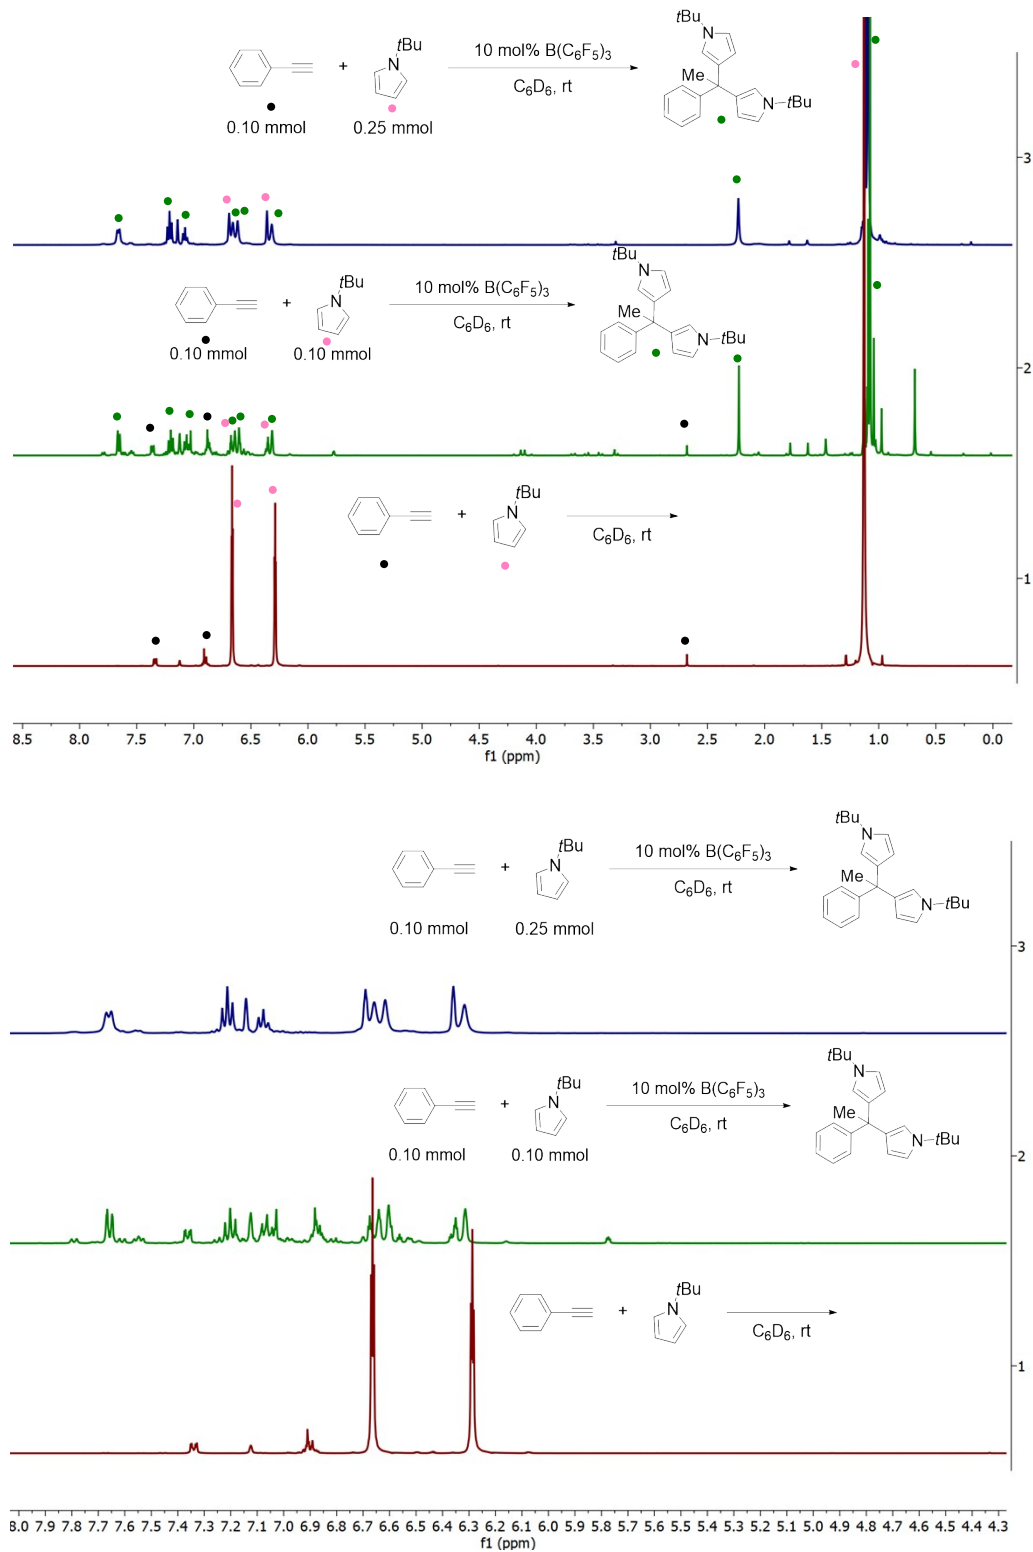 tBu
N
10 mol% B(C6F5)3
C6D6, rt
+
N
tBu
Me
N
tBu
0.10 mmol
0.25 mmol
3
tBu
N
10 mol% B(C6F5)3
C6D6, rt
+
N
tBu
Me
N
tBu
0.10 mmol
0.10 mmol
2
+
N
tBu
C6D6, rt
1
8.5 8.0 7.5 7.0 6.5 6.0 5.5 5.0 4.5 4.0 3.5 3.0 2.5 2.0 1.5 1.0 0.5 0.0
f1 (ppm)
tBu
N
10 mol% B(C6F5)3
C6D6, rt
+
N
tBu
Me
N
tBu
0.10 mmol
0.25 mmol
3
tBu
N
10 mol% B(C6F5)3
C6D6, rt
+
N
tBu
Me
N
tBu
0.10 mmol
0.10 mmol
2
+
N
tBu
C6D6, rt
1
8.0 7.9 7.8 7.7 7.6 7.5 7.4 7.3 7.2 7.1 7.0 6.9 6.8 6.7 6.6 6.5 6.4 6.3 6.2 6.1 6.0 5.9 5.8 5.7 5.6 5.5 5.4 5.3 5.2 5.1 5.0 4.9 4.8 4.7 4.6 4.5 4.4 4.3
f1 (ppm)